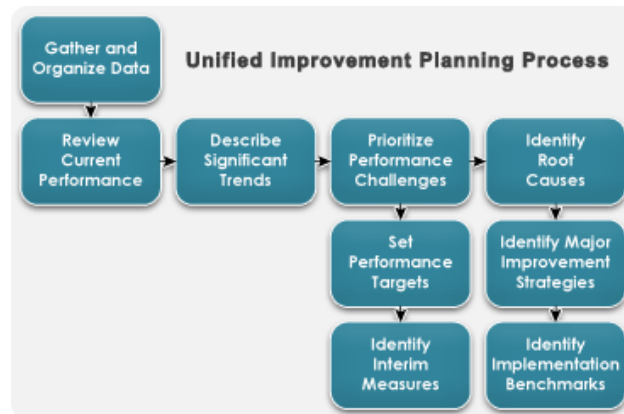 Gather and
Organize Data
Unified Improvement Planning Process
Review
Current
Performance
Describe
Significant
Trends
Prioritize
Performance
Challenges
Identify
Root
Causes
Set
Performance
Targets
Identify Major
Improvement
Strategies
Identify
Interim
Measures
Identify
Implementation
Benchmarks